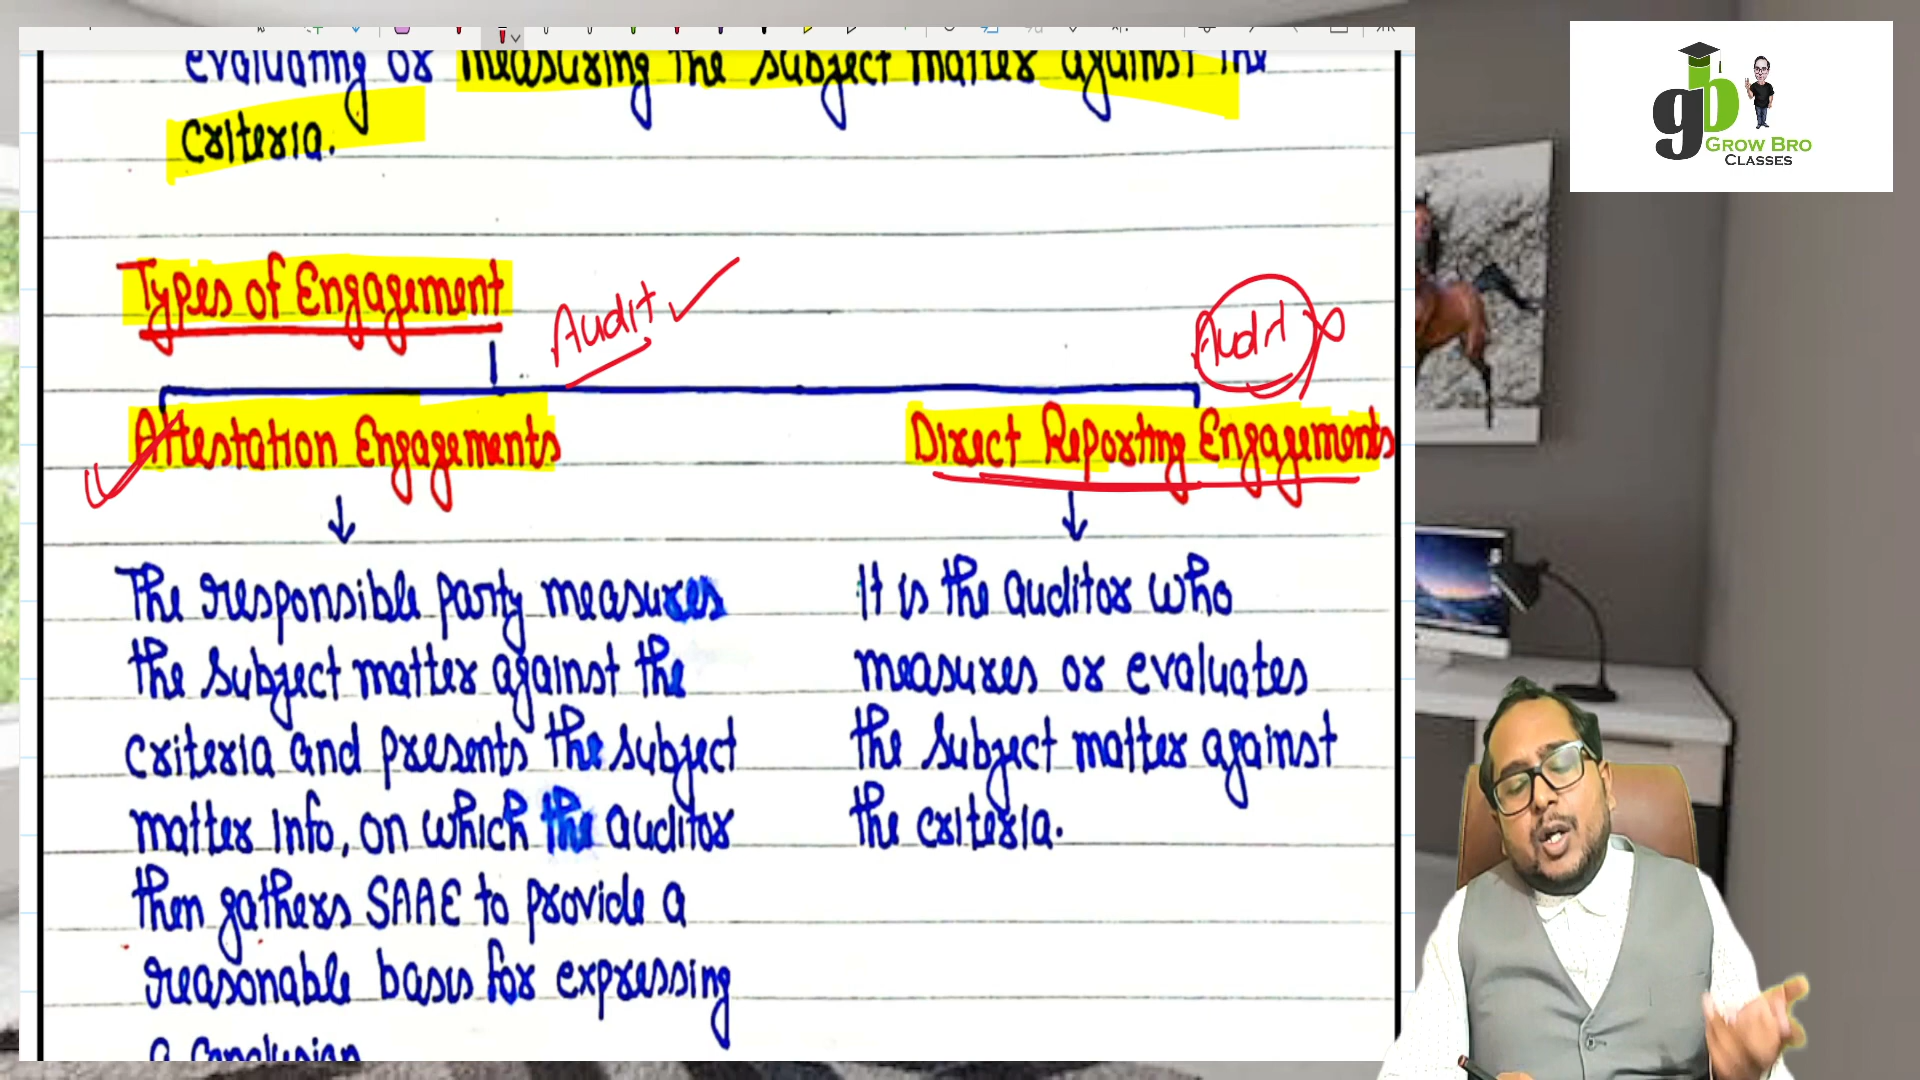 evaluating or measuring the subject matter against the
criteria.
GROW BRO
CLASSES
Types of Engagement
Audit
Audit
Attestation Engagements
Direct Reporting Engagements
The responsible party measures
the subject matter against the
criteria and presents the subject
matter info, on which the auditor
then gathers SAAE to provide a
reasonable basis for expressing
a conclusion
It is the auditor who
measures or evaluates
the subject matter against
the criteria.